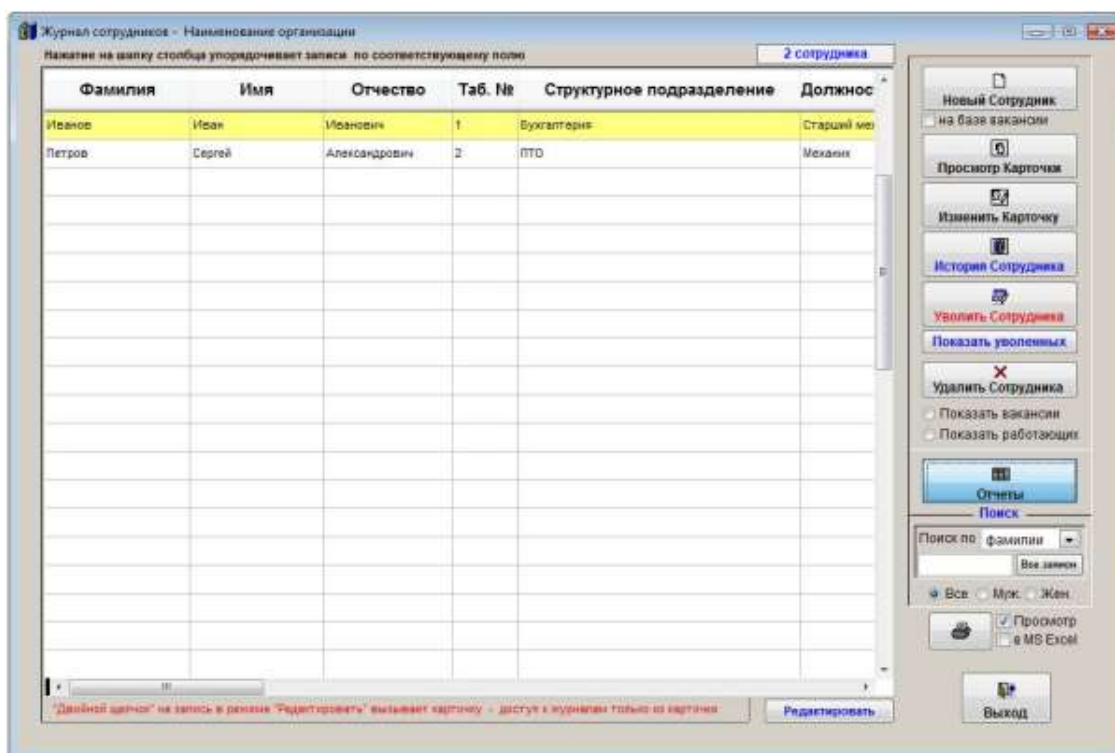 Журнал сотрудников - Наименование организации
Нажатие на шапку столбца упорядочивает записи по соответствующему полю
2 сотрудника
Фамилия Имя Отчество Таб. № Структурное подразделение Должнос
Иванов Иван Иванович 1 Бухгалтерия Старший ме
Петров Сергей Александрович 2 ПТО Механик
Новый Сотрудник
на базе вакансии
Просмотр Карточки
Изменить Карточку
История Сотрудника
Уволить Сотрудника
Показать уволенных
Удалить Сотрудника
Показать вакансии
Показать работающих
Отчеты
Поиск
Поиск по фамилии
Все записи
Все Муж. Жен.
Просмотр
в MS Excel
"Двойной щелчок" на запись в режиме "Редактировать" вызывает карточку - доступ к журналам только из карточки
Редактировать
Выход